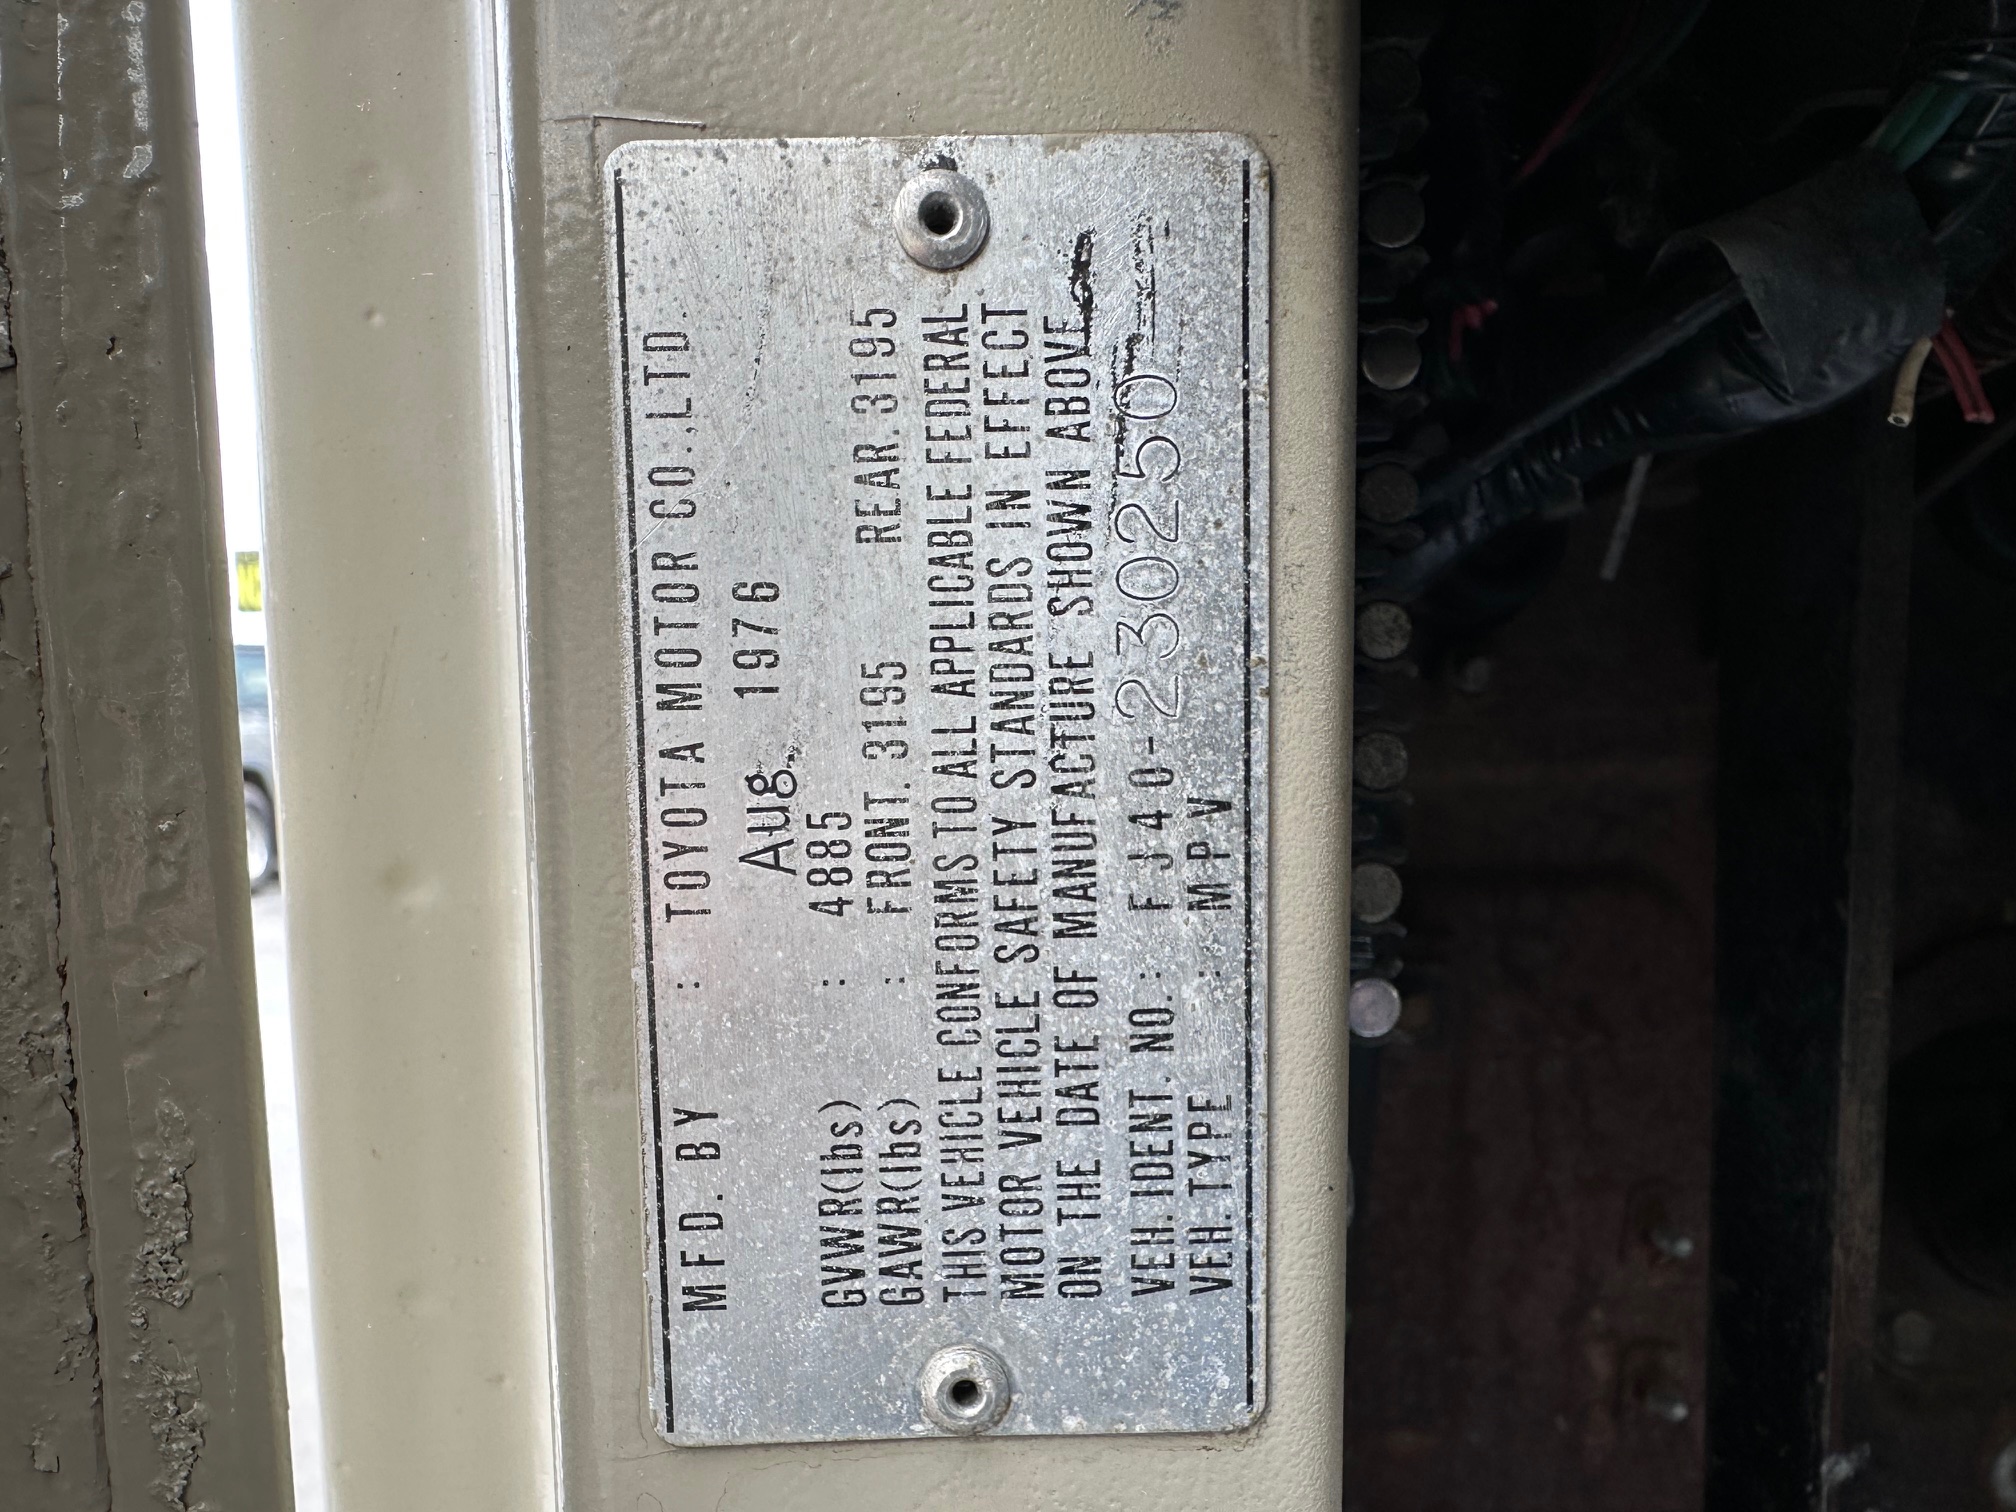 MFD. BY : TOYOTA MOTOR CO.,LTD.
Aug. 1976
GVWR(lbs) : 4885
GAWR(lbs) : FRONT. 3195 REAR. 3195
THIS VEHICLE CONFORMS TO ALL APPLICABLE FEDERAL
MOTOR VEHICLE SAFETY STANDARDS IN EFFECT
ON THE DATE OF MANUFACTURE SHOWN ABOVE
VEH. IDENT. NO. : FJ40-230250
VEH. TYPE : MPV